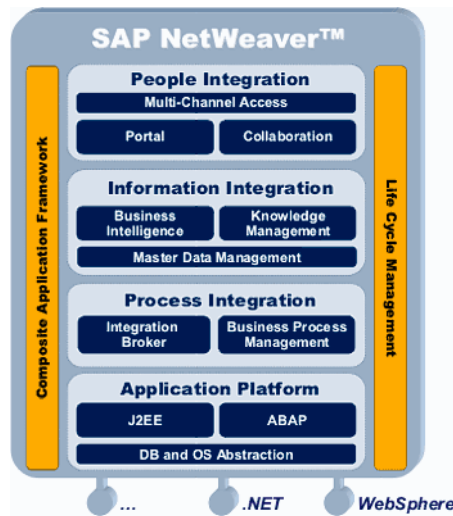 SAP NetWeaver™
Composite Application Framework
People Integration
Multi-Channel Access
Portal
Collaboration
Information Integration
Business
Intelligence
Knowledge
Management
Master Data Management
Process Integration
Integration
Broker
Business Process
Management
Application Platform
J2EE
ABAP
DB and OS Abstraction
Life Cycle Management
...
.NET
WebSphere